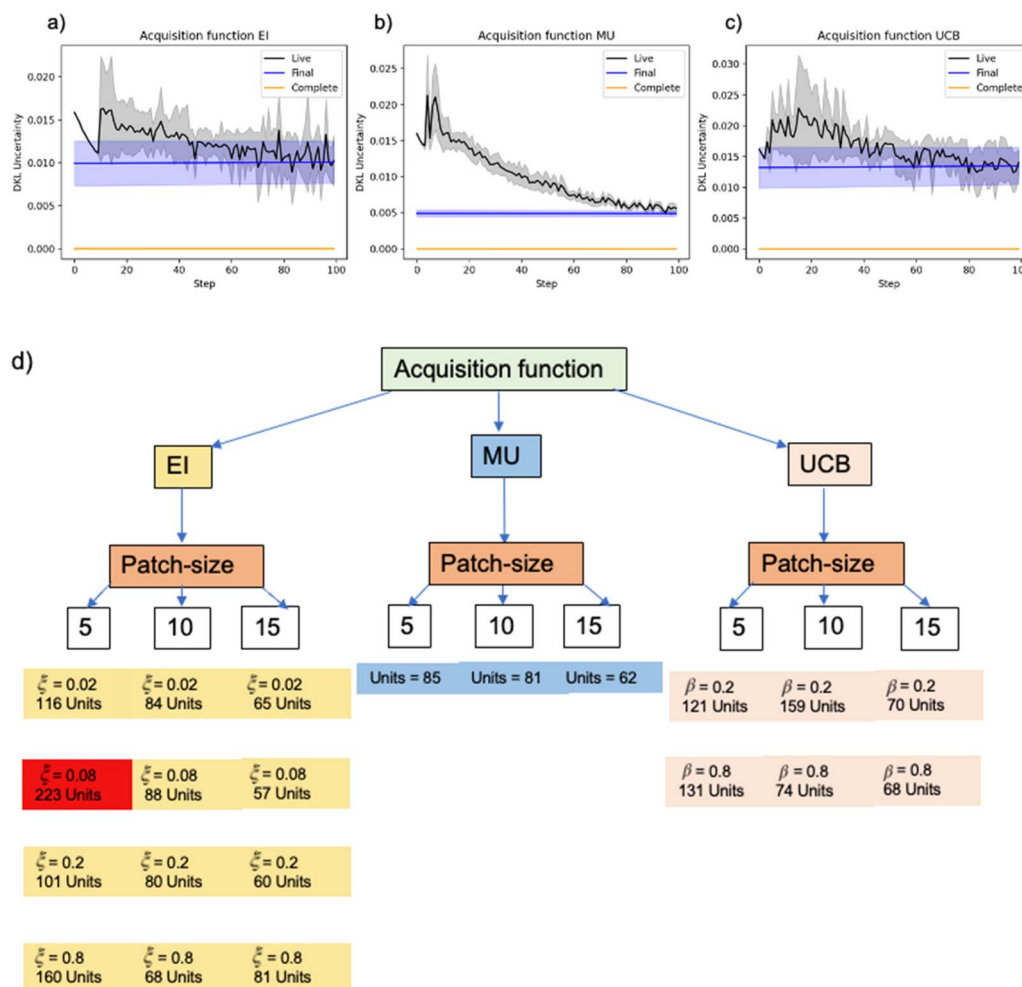 a)
Acquisition function EI
Live
Final
Complete
0.020
0.015
0.010
0.005
0.000
DKL Uncertainty
0
20
40
60
80
100
Step
b)
Acquisition function MU
Live
Final
Complete
0.025
0.020
0.015
0.010
0.005
0.000
DKL Uncertainty
0
20
40
60
80
100
Step
c)
Acquisition function UCB
Live
Final
Complete
0.030
0.025
0.020
0.015
0.010
0.005
0.000
DKL Uncertainty
0
20
40
60
80
100
Step
d)
Acquisition function
EI
MU
UCB
Patch-size
Patch-size
Patch-size
5
10
15
5
10
15
5
10
15
ξ = 0.02
116 Units
ξ = 0.02
84 Units
ξ = 0.02
65 Units
Units = 85
Units = 81
Units = 62
β = 0.2
121 Units
β = 0.2
159 Units
β = 0.2
70 Units
ξ = 0.08
223 Units
ξ = 0.08
88 Units
ξ = 0.08
57 Units
β = 0.8
131 Units
β = 0.8
74 Units
β = 0.8
68 Units
ξ = 0.2
101 Units
ξ = 0.2
80 Units
ξ = 0.2
60 Units
ξ = 0.8
160 Units
ξ = 0.8
68 Units
ξ = 0.8
81 Units